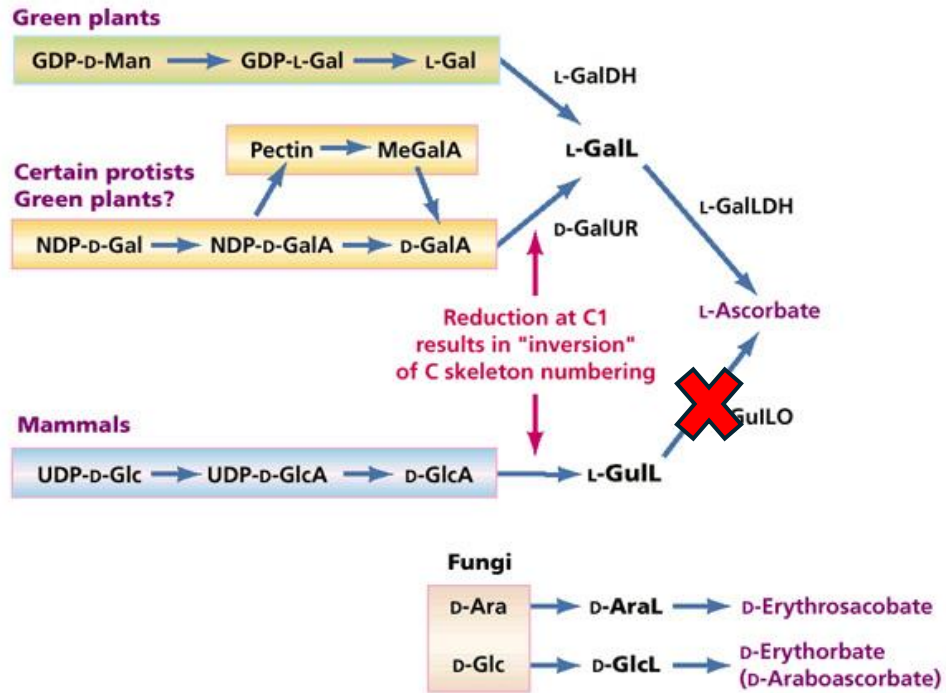 Green plants
GDP-D-Man GDP-L-Gal L-Gal
L-GalDH
Pectin MeGalA
L-GalL
Certain protists
Green plants?
L-GalLDH
D-GalUR
NDP-D-Gal NDP-D-GalA D-GalA
L-Ascorbate
Reduction at C1
results in "inversion"
of C skeleton numbering
GulLO
Mammals
UDP-D-Glc UDP-D-GlcA D-GlcA
L-GulL
Fungi
D-Ara D-AraL D-Erythrosacobate
D-Glc D-GlcL D-Erythorbate
(D-Araboascorbate)